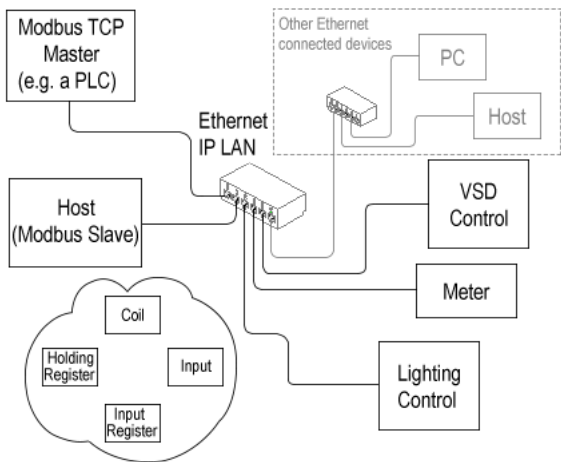 Modbus TCP
Master
(e.g. a PLC)
Other Ethernet
connected devices
PC
Host
Ethernet
IP LAN
Host
(Modbus Slave)
VSD
Control
Meter
Coil
Holding
Register
Input
Input
Register
Lighting
Control